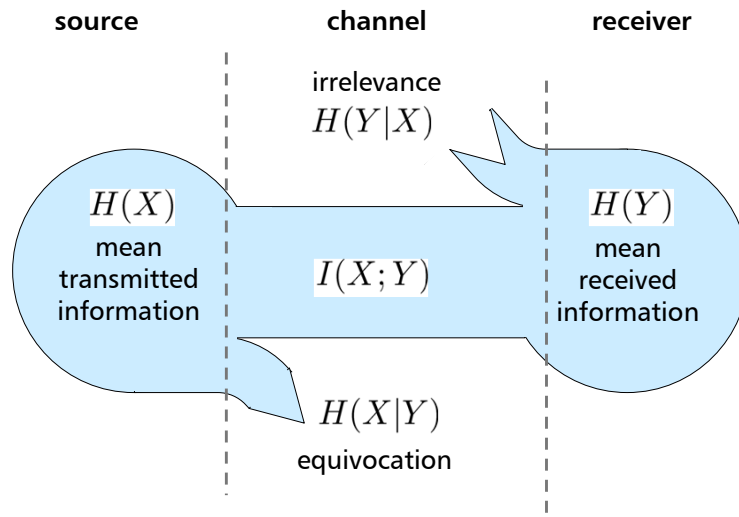 source
channel
receiver
irrelevance
H(Y|X)
H(X)
mean
transmitted
information
I(X;Y)
H(Y)
mean
received
information
H(X|Y)
equivocation